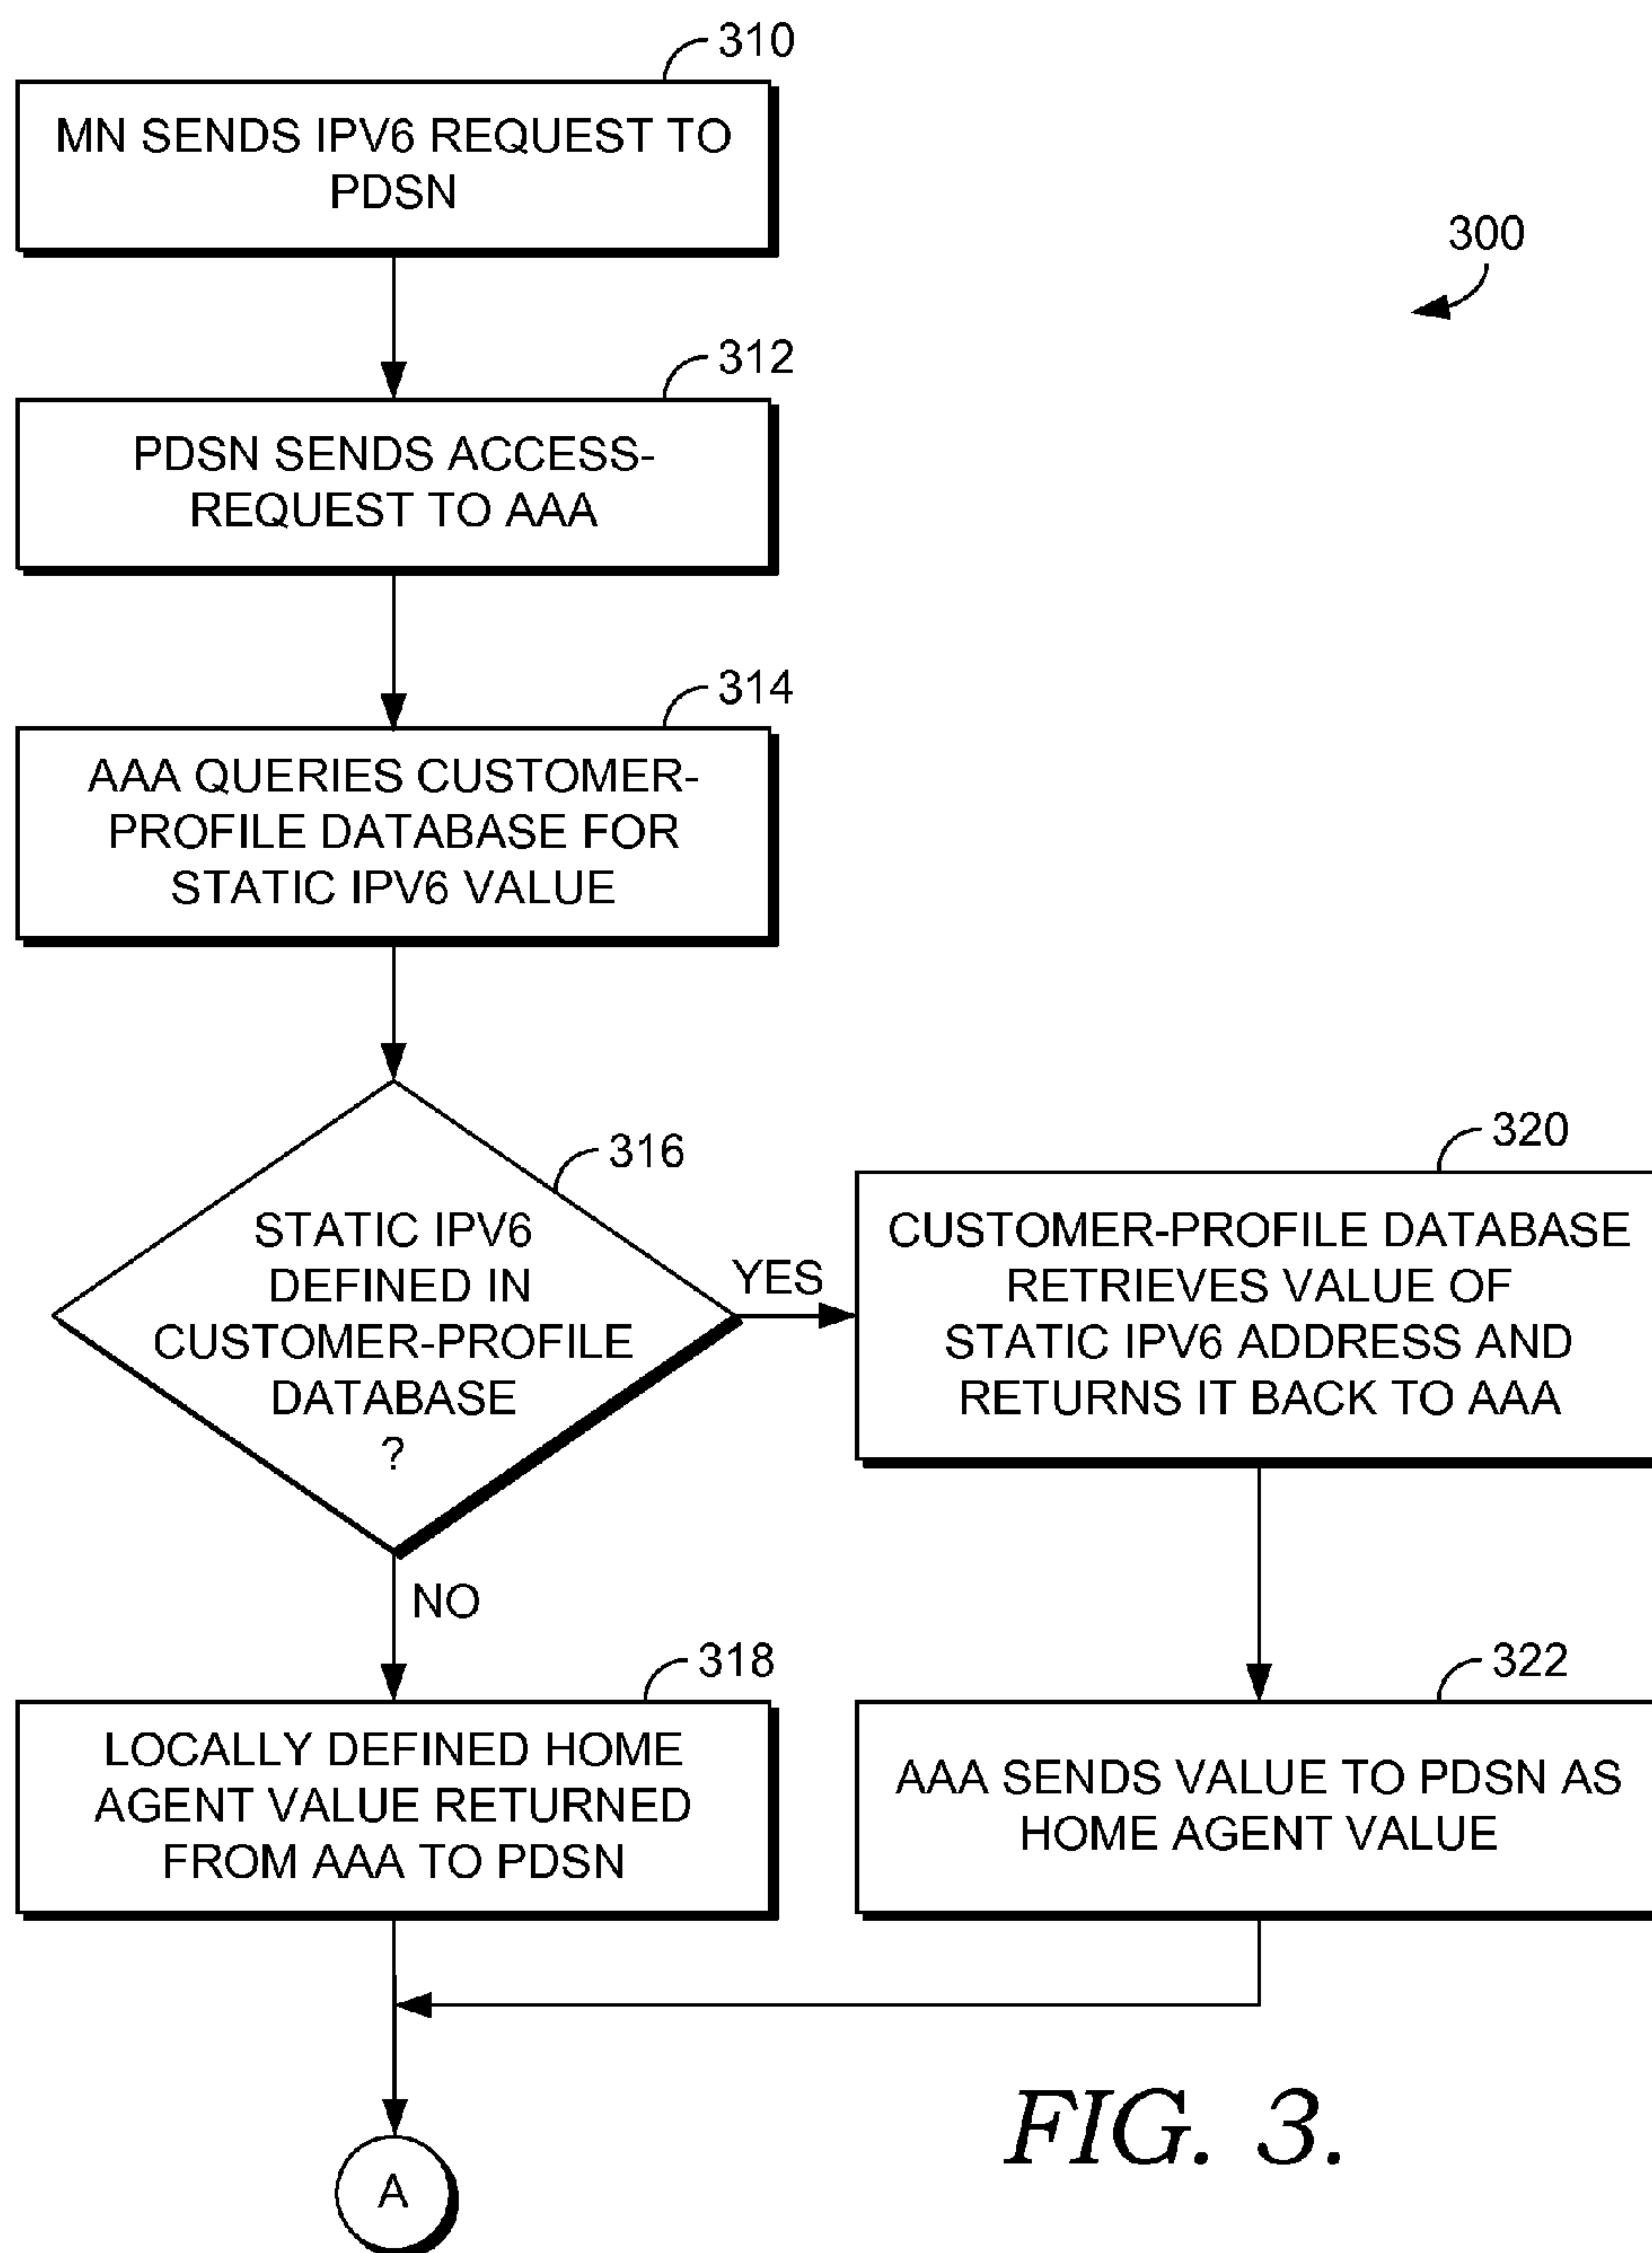 310
MN SENDS IPV6 REQUEST TO
PDSN
300
312
PDSN SENDS ACCESS-
REQUEST TO AAA
314
AAA QUERIES CUSTOMER-
PROFILE DATABASE FOR
STATIC IPV6 VALUE
316
STATIC IPV6
DEFINED IN
CUSTOMER-PROFILE
DATABASE
?
YES
320
CUSTOMER-PROFILE DATABASE
RETRIEVES VALUE OF
STATIC IPV6 ADDRESS AND
RETURNS IT BACK TO AAA
NO
318
LOCALLY DEFINED HOME
AGENT VALUE RETURNED
FROM AAA TO PDSN
322
AAA SENDS VALUE TO PDSN AS
HOME AGENT VALUE
A
FIG. 3.